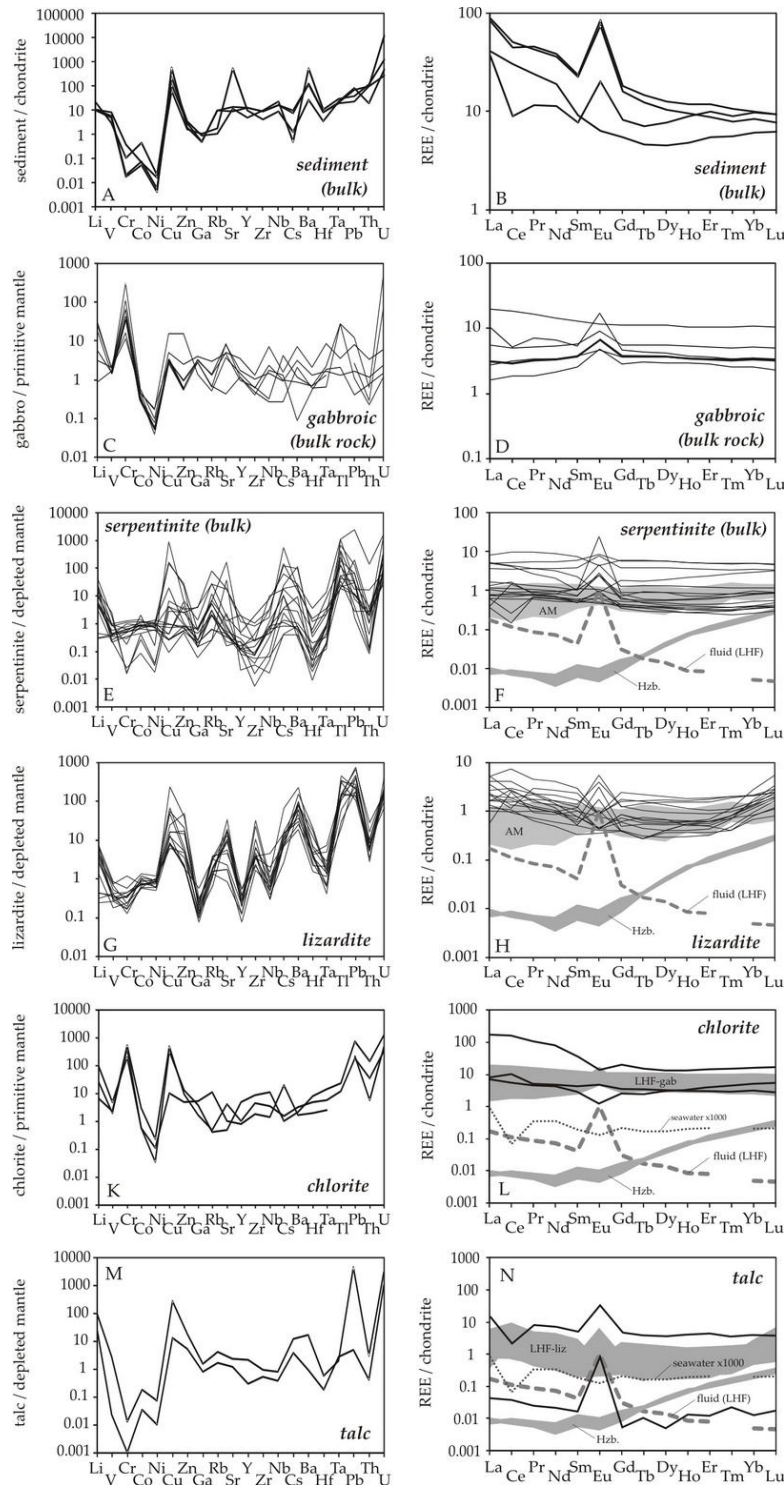 sediment / chondrite
100000
10000
1000
100
10
1
0.1
0.01
0.001
A
sediment
(bulk)
Li V Cr Co Ni Cu Zn Ga Rb Sr Y Zr Nb Cs Ba Hf Ta Pb Th U
REE / chondrite
100
10
1
B
sediment
(bulk)
La Ce Pr Nd Sm Eu Gd Tb Dy Ho Er Tm Yb Lu
gabbro / primitive mantle
1000
100
10
1
0.1
0.01
C
gabbroic
(bulk rock)
Li V Cr Co Ni Cu Zn Ga Rb Sr Y Zr Nb Cs Ba Hf Ta Tl Pb Th U
REE / chondrite
100
10
1
0.1
D
gabbroic
(bulk rock)
La Ce Pr Nd Sm Eu Gd Tb Dy Ho Er Tm Yb Lu
serpentinite / depleted mantle
10000
1000
100
10
1
0.1
0.01
0.001
serpentinite (bulk)
E
Li V Cr Co Ni Cu Zn Ga Rb Sr Y Zr Nb Cs Ba Hf Ta Tl Pb Th U
REE / chondrite
100
10
1
0.1
0.01
0.001
serpentinite (bulk)
AM
fluid (LHF)
Hzb.
F
La Ce Pr Nd Sm Eu Gd Tb Dy Ho Er Tm Yb Lu
lizardite / depleted mantle
1000
100
10
1
0.1
0.01
G
lizardite
Li V Cr Co Ni Cu Zn Ga Rb Sr Y Zr Nb Cs Ba Hf Ta Tl Pb Th U
REE / chondrite
10
1
0.1
0.01
0.001
AM
fluid (LHF)
Hzb.
H
lizardite
La Ce Pr Nd Sm Eu Gd Tb Dy Ho Er Tm Yb Lu
chlorite / primitive mantle
10000
1000
100
10
1
0.1
0.01
0.001
K
chlorite
Li V Cr Co Ni Cu Zn Ga Rb Sr Y Zr Nb Cs Ba Hf Ta Tl Pb Th U
REE / chondrite
1000
100
10
1
0.1
0.01
0.001
chlorite
LHF-gab
seawater x1000
fluid (LHF)
Hzb.
L
La Ce Pr Nd Sm Eu Gd Tb Dy Ho Er Tm Yb Lu
talc / depleted mantle
10000
1000
100
10
1
0.1
0.01
0.001
M
talc
Li V Cr Co Ni Cu Zn Ga Rb Sr Y Zr Nb Cs Ba Hf Ta Tl Pb Th U
REE / chondrite
1000
100
10
1
0.1
0.01
0.001
N
talc
LHF-liz
seawater x1000
fluid (LHF)
Hzb.
La Ce Pr Nd Sm Eu Gd Tb Dy Ho Er Tm Yb Lu